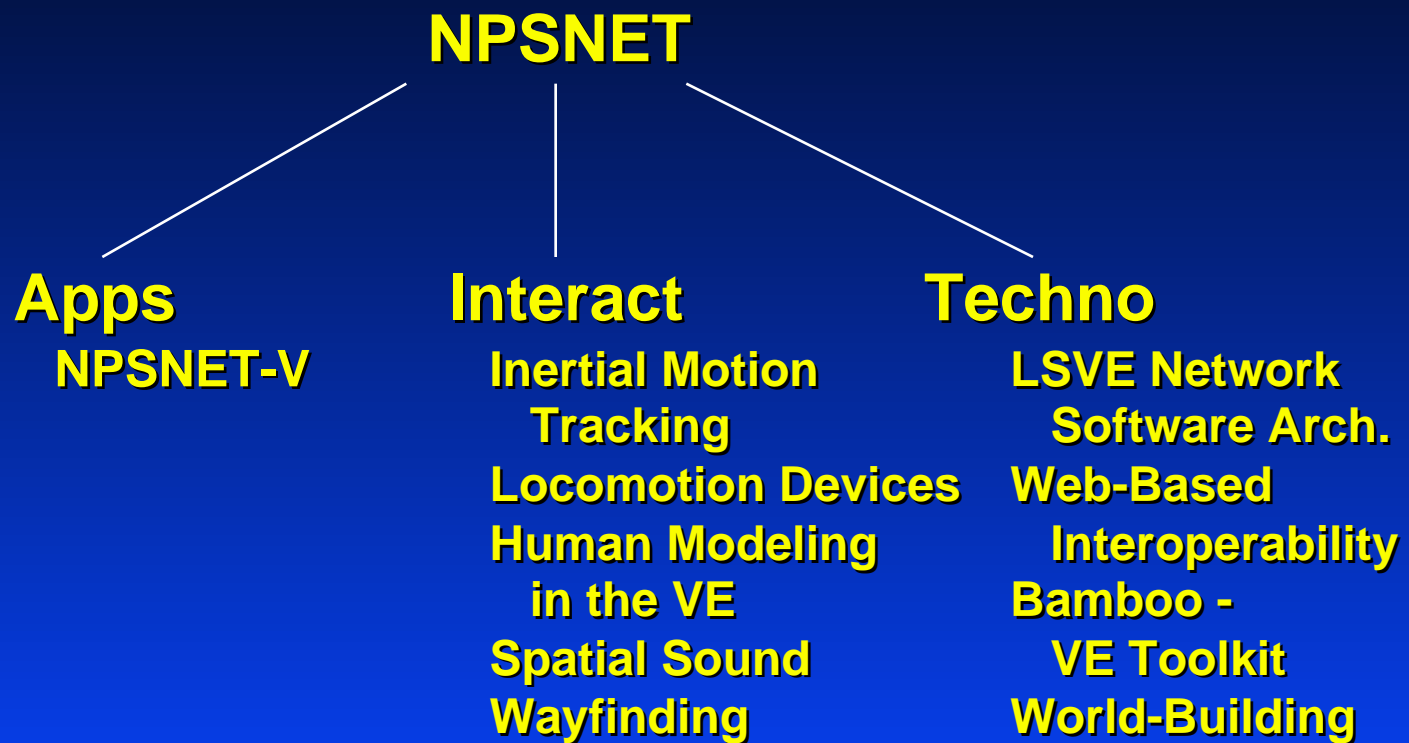 NPSNET
Apps
NPSNET-V
Interact
Inertial Motion
Tracking
Locomotion Devices
Human Modeling
in the VE
Spatial Sound
Wayfinding
Techno
LSVE Network
Software Arch.
Web-Based
Interoperability
Bamboo -
VE Toolkit
World-Building